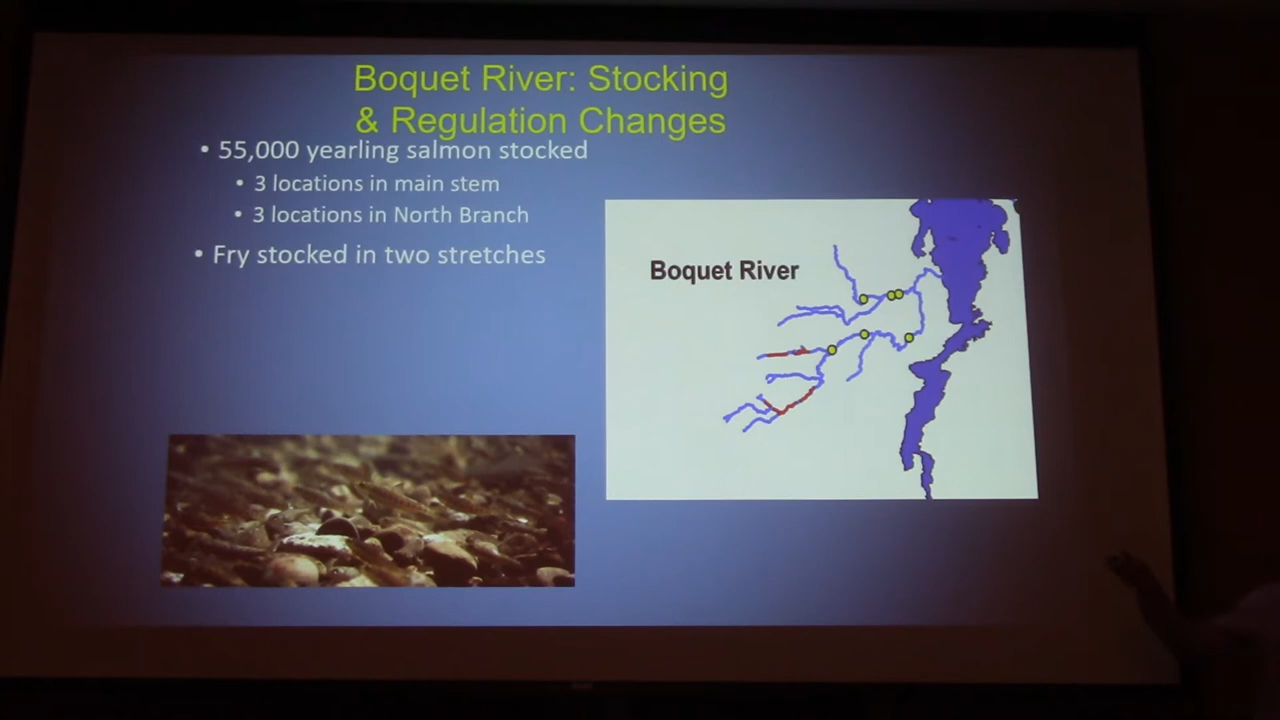 Boquet River: Stocking
& Regulation Changes
• 55,000 yearling salmon stocked
• 3 locations in main stem
• 3 locations in North Branch
• Fry stocked in two stretches
Boquet River